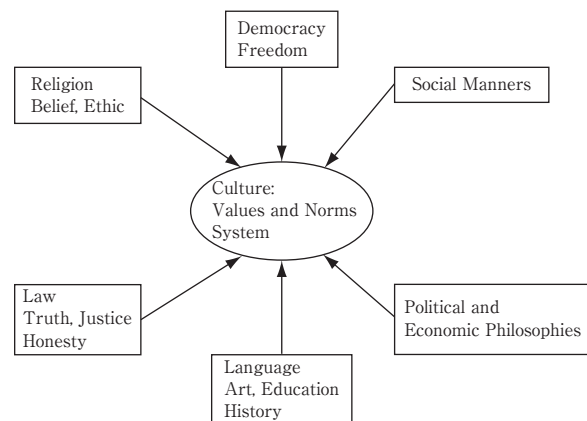 Democracy
Freedom
Religion
Belief, Ethic
Social Manners
Culture:
Values and Norms
System
Law
Truth, Justice
Honesty
Political and
Economic Philosophies
Language
Art, Education
History